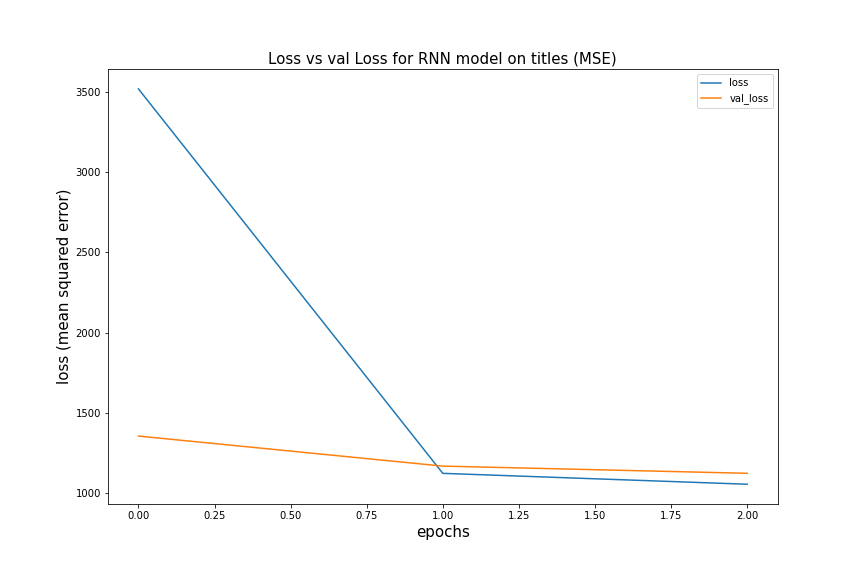 Loss vs val Loss for RNN model on titles (MSE)
loss
val_loss
loss (mean squared error)
3500
3000
2500
2000
1500
1000
0.00 0.25 0.50 0.75 1.00 1.25 1.50 1.75 2.00
epochs